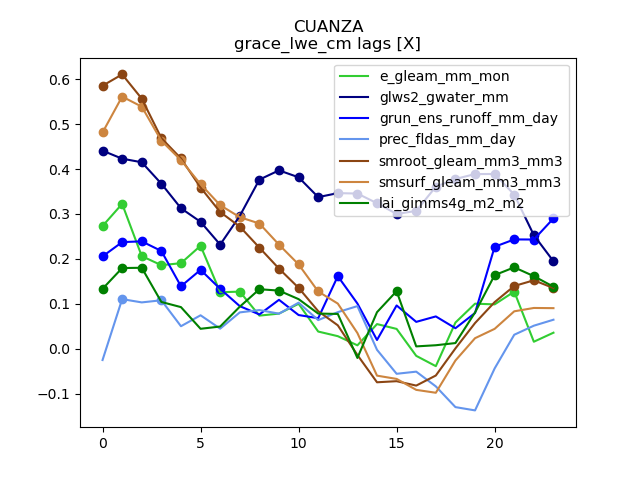 CUANZA
grace_lwe_cm lags [X]
e_gleam_mm_mon
glws2_gwater_mm
grun_ens_runoff_mm_day
prec_fldas_mm_day
smroot_gleam_mm3_mm3
smsurf_gleam_mm3_mm3
lai_gimms4g_m2_m2
0.6
0.5
0.4
0.3
0.2
0.1
0.0
−0.1
0 5 10 15 20